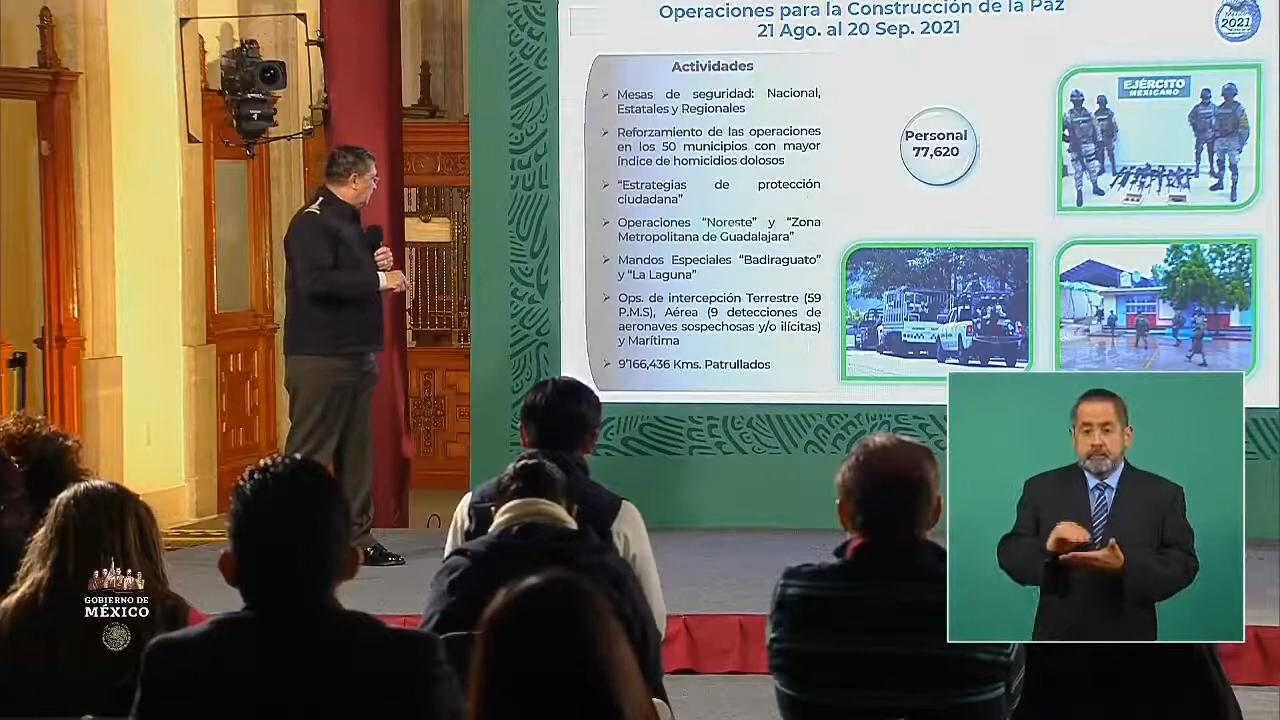 Operaciones para la Construcción de la Paz
21 Ago. al 20 Sep. 2021
2021
Actividades
Mesas de seguridad: Nacional,
Estatales y Regionales
Reforzamiento de las operaciones
en los 50 municipios con mayor
índice de homicidios dolosos
“Estrategias de protección
ciudadana”
Operaciones “Noreste” y “Zona
Metropolitana de Guadalajara”
Mandos Especiales “Badiraguato”
y “La Laguna”
Ops. de intercepción Terrestre (59
P.M.S), Aérea (9 detecciones de
aeronaves sospechosas y/o ilícitas)
y Marítima
9’166,436 Kms. Patrullados
Personal
77,620
EJÉRCITO
MEXICANO
GOBIERNO DE
MÉXICO